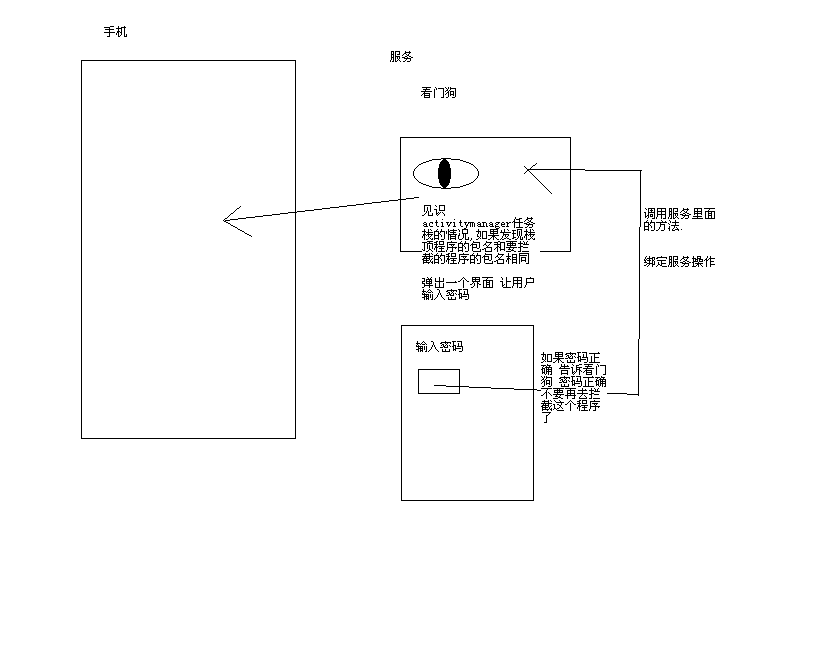 手机
服务
看门狗
见识
activitymanager任务
栈的情况,如果发现栈
顶程序的包名和要拦
截的程序的包名相同
弹出一个界面 让用户
输入密码
调用服务里面
的方法.
绑定服务操作
输入密码
如果密码正
确 告诉看门
狗 密码正确
不要再去拦
截这个程序
了